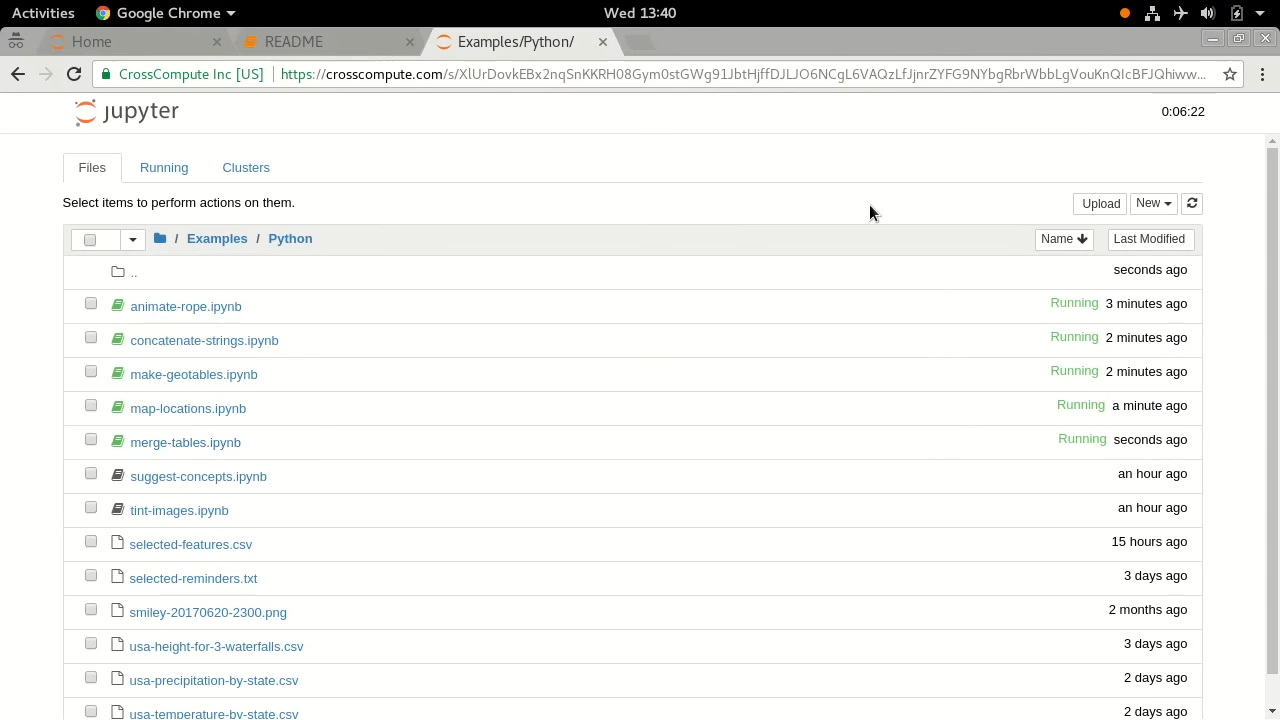 Activities Google Chrome Wed 13:40
Home README Examples/Python/
CrossCompute Inc [US] https://crosscompute.com/s/XlUrDovkEBx2nqSnKKRH08Gym0stGWg91JbtHjffDJLJO6NCgL6VAQzLfJjnrZYFG9NYbgRbrWbbLgVouKnQIcBFJQhiww...
jupyter 0:06:22
Files Running Clusters
Select items to perform actions on them. Upload New
/ Examples / Python Name Last Modified
.. seconds ago
animate-rope.ipynb Running 3 minutes ago
concatenate-strings.ipynb Running 2 minutes ago
make-geotables.ipynb Running 2 minutes ago
map-locations.ipynb Running a minute ago
merge-tables.ipynb Running seconds ago
suggest-concepts.ipynb an hour ago
tint-images.ipynb an hour ago
selected-features.csv 15 hours ago
selected-reminders.txt 3 days ago
smiley-20170620-2300.png 2 months ago
usa-height-for-3-waterfalls.csv 3 days ago
usa-precipitation-by-state.csv 2 days ago
usa-temperature-by-state.csv 2 days ago